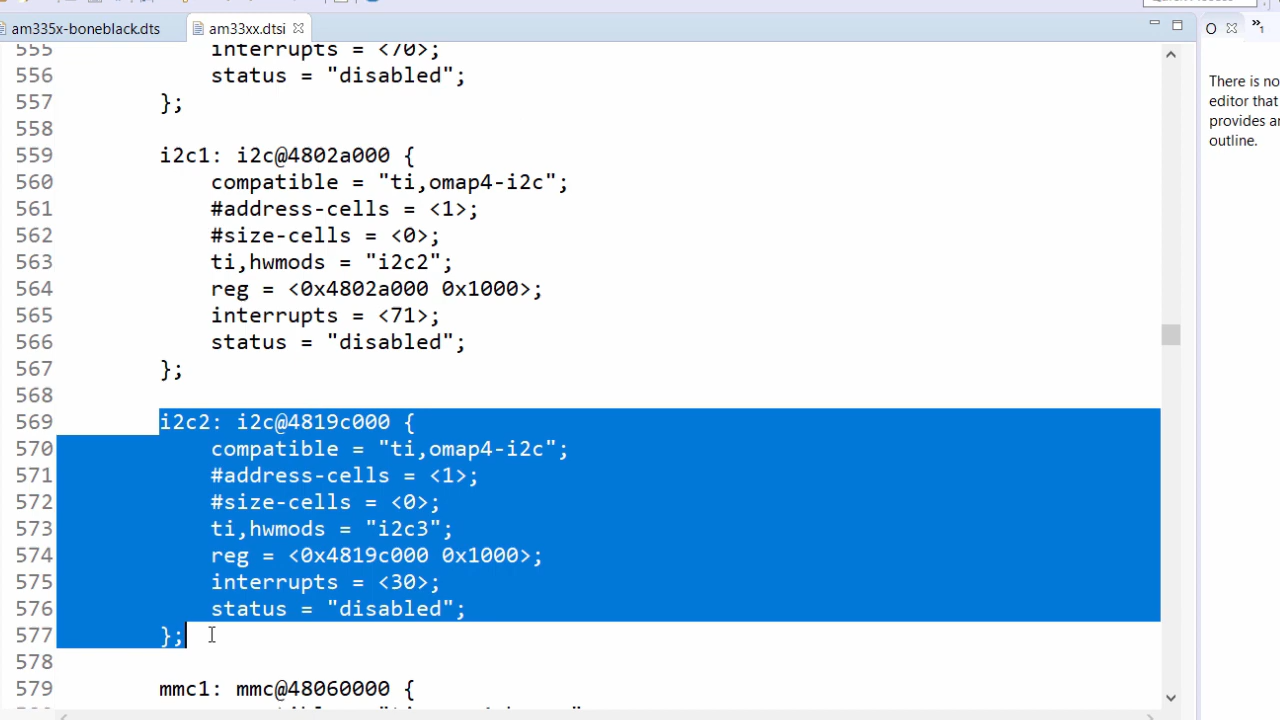 am335x-boneblack.dts
am33xx.dtsi
555 interrupts = <70>;
556 status = "disabled";
557 };
558
559 i2c1: i2c@4802a000 {
560 compatible = "ti,omap4-i2c";
561 #address-cells = <1>;
562 #size-cells = <0>;
563 ti,hwmods = "i2c2";
564 reg = <0x4802a000 0x1000>;
565 interrupts = <71>;
566 status = "disabled";
567 };
568
569 i2c2: i2c@4819c000 {
570 compatible = "ti,omap4-i2c";
571 #address-cells = <1>;
572 #size-cells = <0>;
573 ti,hwmods = "i2c3";
574 reg = <0x4819c000 0x1000>;
575 interrupts = <30>;
576 status = "disabled";
577 };
578
579 mmc1: mmc@48060000 {
O
»1
There is no
editor that
provides an
outline.